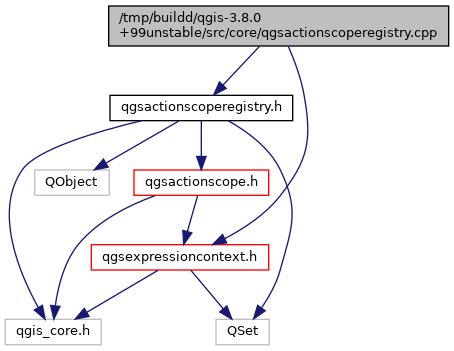 /tmp/buildd/qgis-3.8.0
+99unstable/src/core/qgsactionscoperegistry.cpp
qgsactionscoperegistry.h
QObject
qgsactionscope.h
qgsexpressioncontext.h
qgis_core.h
QSet